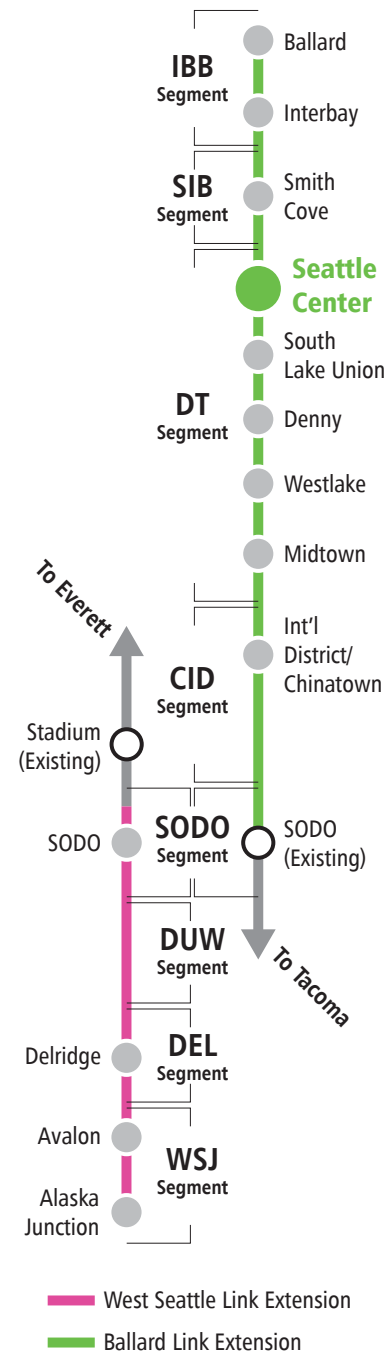 Ballard
IBB
Segment
Interbay
SIB
Segment
Smith
Cove
Seattle
Center
South
Lake Union
DT
Segment
Denny
Westlake
Midtown
To Everett
Int'l
District/
Chinatown
CID
Segment
Stadium
(Existing)
SODO
SODO
Segment
SODO
(Existing)
DUW
Segment
To Tacoma
Delridge
DEL
Segment
Avalon
WSJ
Segment
Alaska
Junction
West Seattle Link Extension
Ballard Link Extension